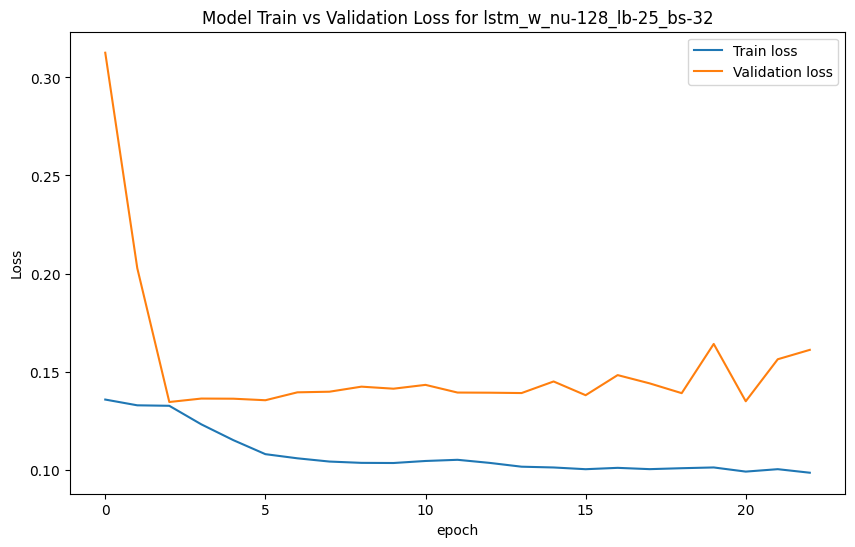 Model Train vs Validation Loss for lstm_w_nu-128_lb-25_bs-32
Train loss
Validation loss
0.30
0.25
0.20
0.15
0.10
Loss
0
5
10
15
20
epoch